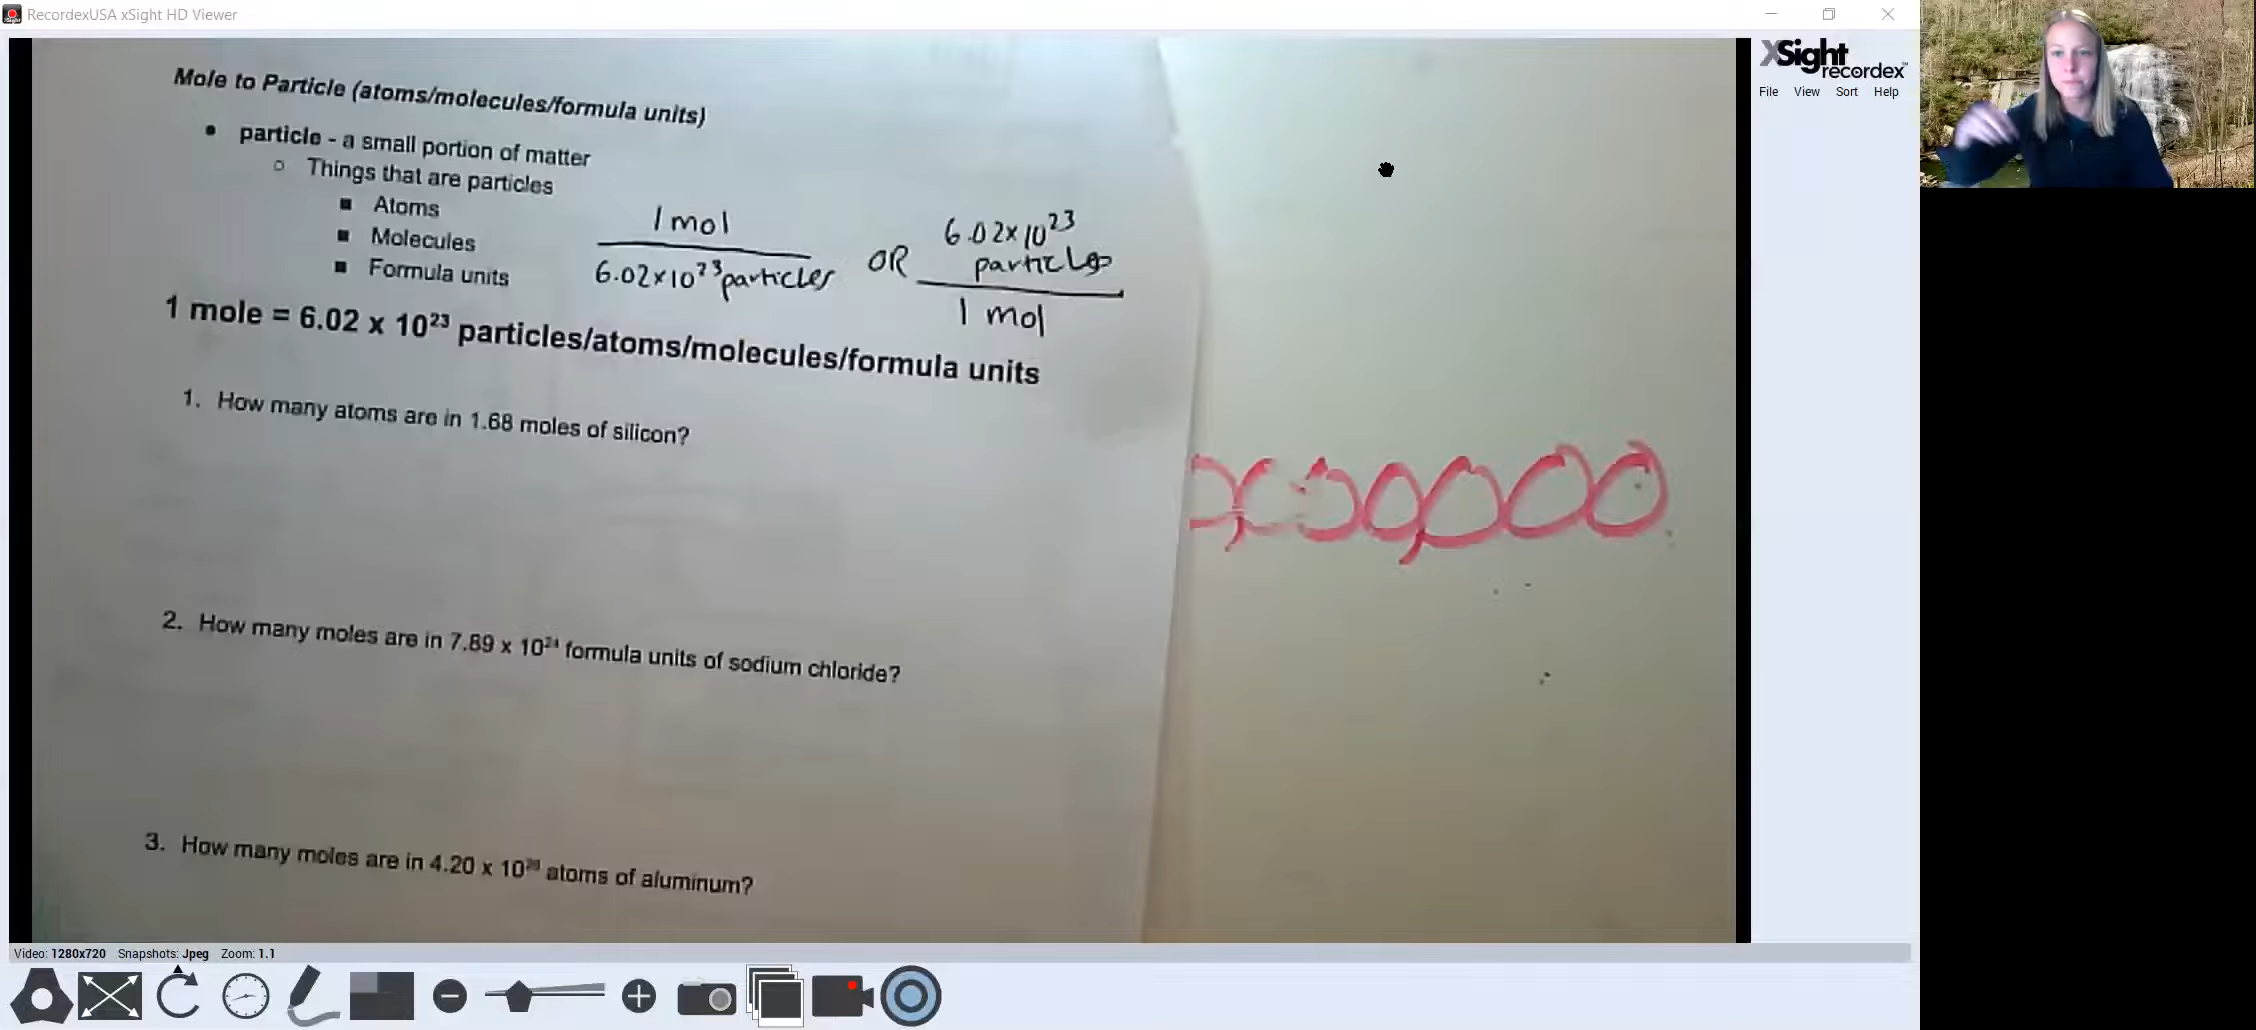 RecordexUSA xSight HD Viewer
XSight
recordex™
File View Sort Help
Mole to Particle (atoms/molecules/formula units)
• particle - a small portion of matter
○ Things that are particles
■ Atoms
■ Molecules
■ Formula units
1 mol
6.02x10²³ particles
OR
6.02x10²³
particles
1 mol
1 mole = 6.02 x 10²³ particles/atoms/molecules/formula units
1. How many atoms are in 1.68 moles of silicon?
2. How many moles are in 7.89 x 10²⁴ formula units of sodium chloride?
3. How many moles are in 4.20 x 10 atoms of aluminum?
Video: 1280x720 Snapshots: Jpeg Zoom: 1.1